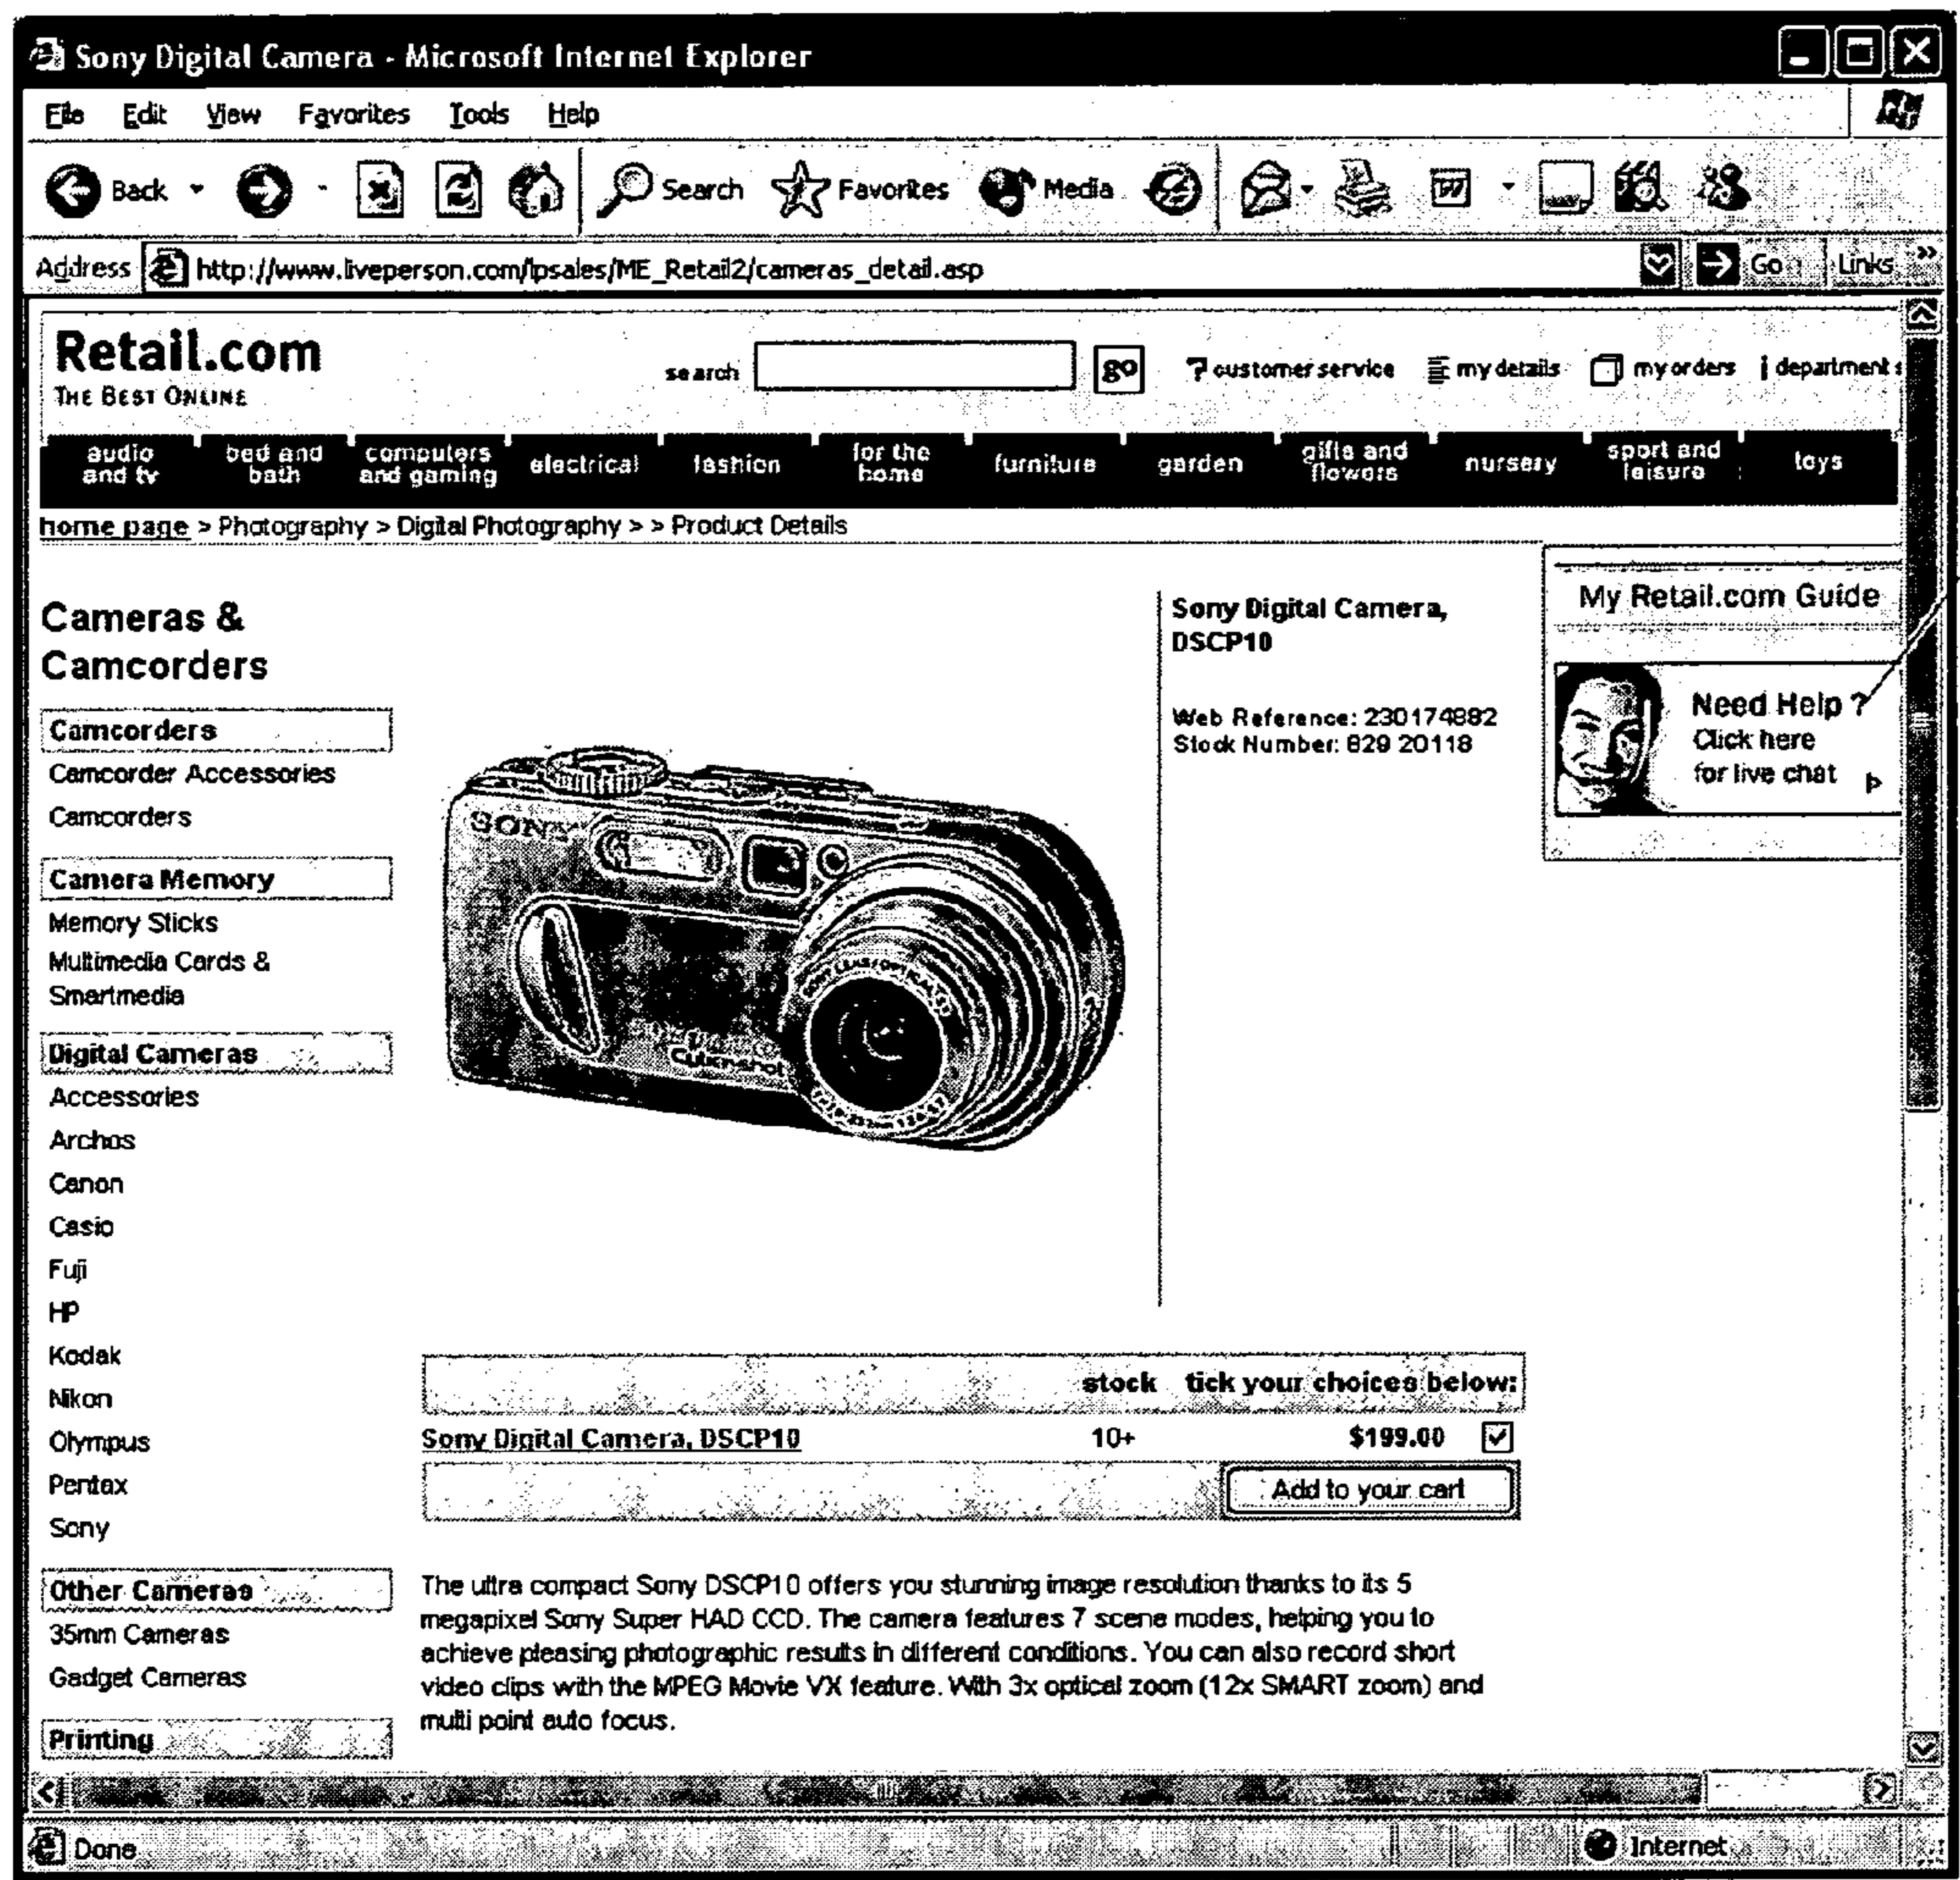 Sony Digital Camera - Microsoft Internet Explorer
File Edit View Favorites Tools Help
Back Search Favorites Media
Address http://www.liveperson.com/lpsales/ME_Retail2/cameras_detail.asp Go Links »
Retail.com
THE BEST ONLINE
search go ? customer service my details my orders i department s
audio and tv
bed and bath
computers and gaming
electrical
fashion
for the home
furniture
garden
gifts and flowers
nursery
sport and leisure
toys
home page > Photography > Digital Photography > > Product Details
Cameras &
Camcorders
Camcorders
Camcorder Accessories
Camcorders
Camera Memory
Memory Sticks
Multimedia Cards &
Smartmedia
Digital Cameras
Accessories
Archos
Canon
Casio
Fuji
HP
Kodak
Nikon
Olympus
Pentax
Sony
Other Cameras
35mm Cameras
Gadget Cameras
Printing
SONY
Cybershot
Sony Digital Camera,
DSCP10
Web Reference: 230174882
Stock Number: 829 20118
My Retail.com Guide
Need Help ?
Click here
for live chat
stock tick your choices below:
Sony Digital Camera, DSCP10 10+ $199.00
Add to your cart
The ultra compact Sony DSCP10 offers you stunning image resolution thanks to its 5
megapixel Sony Super HAD CCD. The camera features 7 scene modes, helping you to
achieve pleasing photographic results in different conditions. You can also record short
video clips with the MPEG Movie VX feature. With 3x optical zoom (12x SMART zoom) and
multi point auto focus.
Done Internet